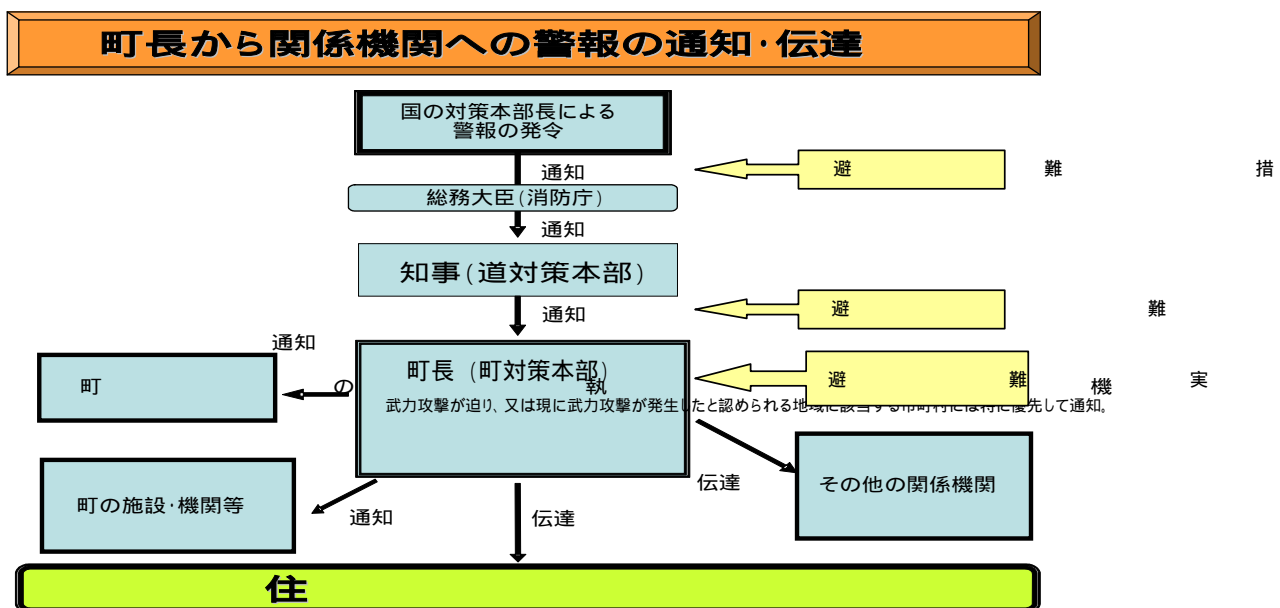 町長から関係機関への警報の通知･伝達
国の対策本部長による
警報の発令
通知
避 難 措
総務大臣(消防庁)
通知
知事(道対策本部)
通知
避 難
通知
町長 (町対策本部)
町 の 執 機
避 難 実
武力攻撃が迫り、又は現に武力攻撃が発生したと認められる地域に該当する市町村には特に優先して通知。
伝達
その他の関係機関
町の施設･機関等
通知
伝達
住